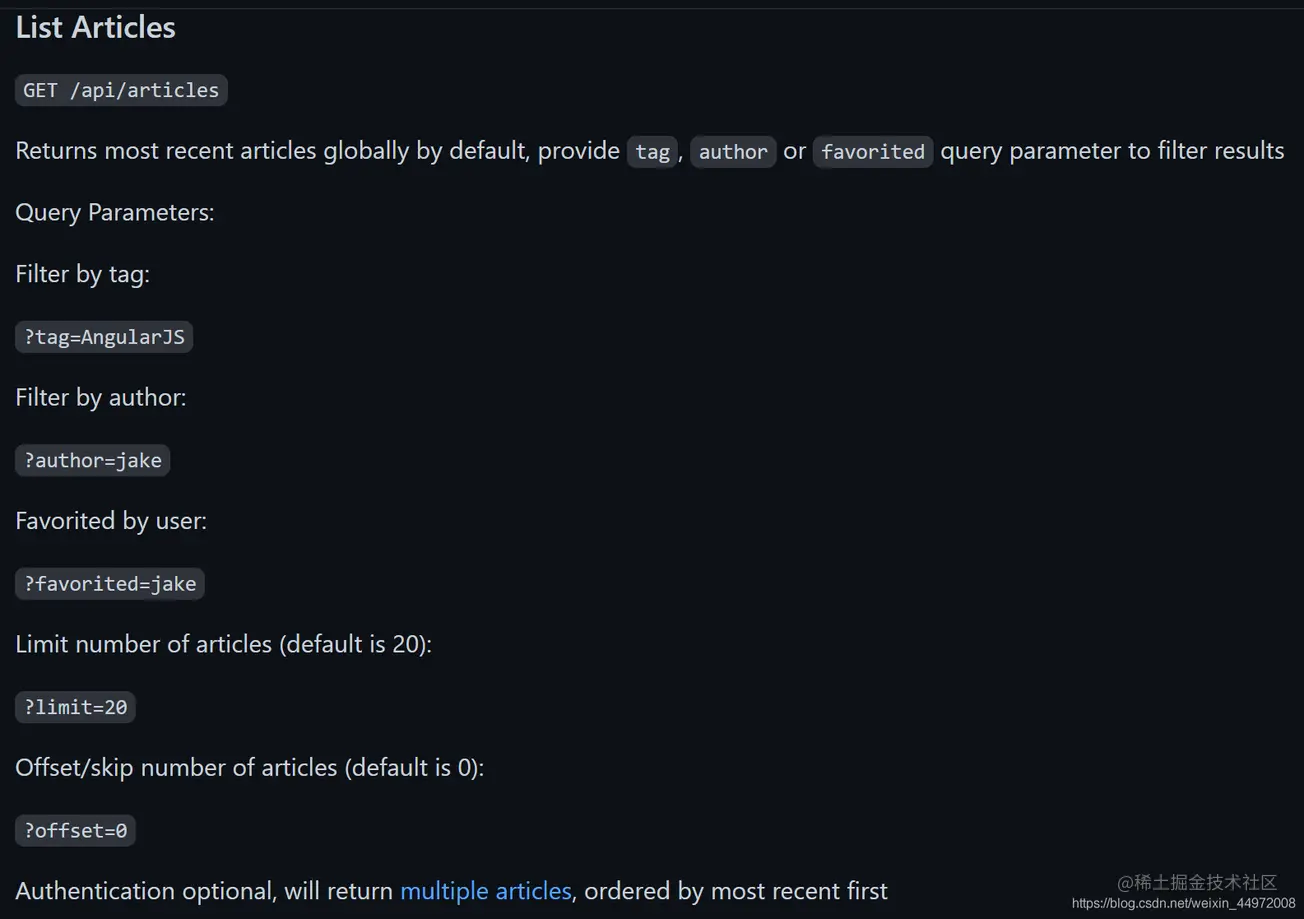 List Articles
GET /api/articles
Returns most recent articles globally by default, provide tag, author or favorited query parameter to filter results
Query Parameters:
Filter by tag:
?tag=AngularJS
Filter by author:
?author=jake
Favorited by user:
?favorited=jake
Limit number of articles (default is 20):
?limit=20
Offset/skip number of articles (default is 0):
?offset=0
Authentication optional, will return multiple articles, ordered by most recent first
@稀土掘金技术社区
https://blog.csdn.net/weixin_44972008